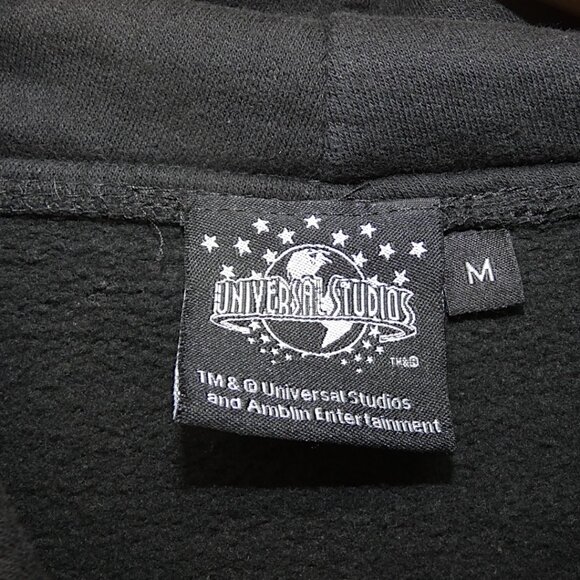 UNIVERSAL STUDIOS
M
TM&®
TM & ® Universal Studios
and Amblin Entertainment